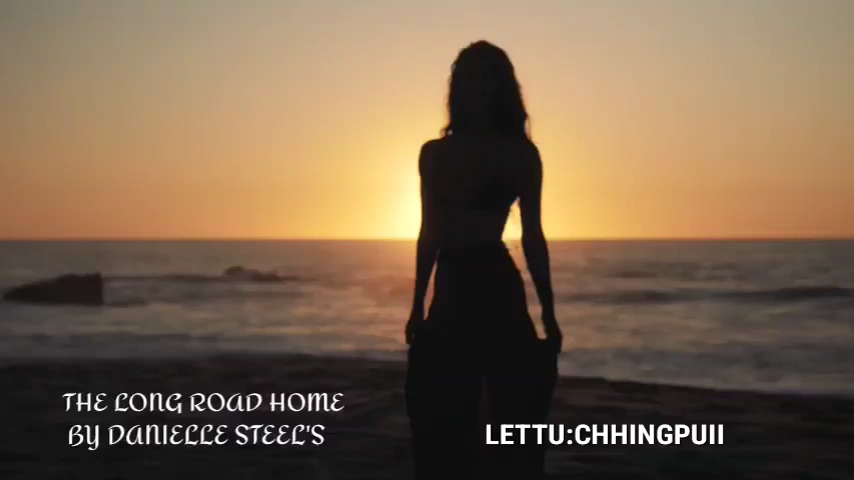 THE LONG ROAD HOME
BY DANIELLE STEEL'S
LETTU:CHHINGPUII